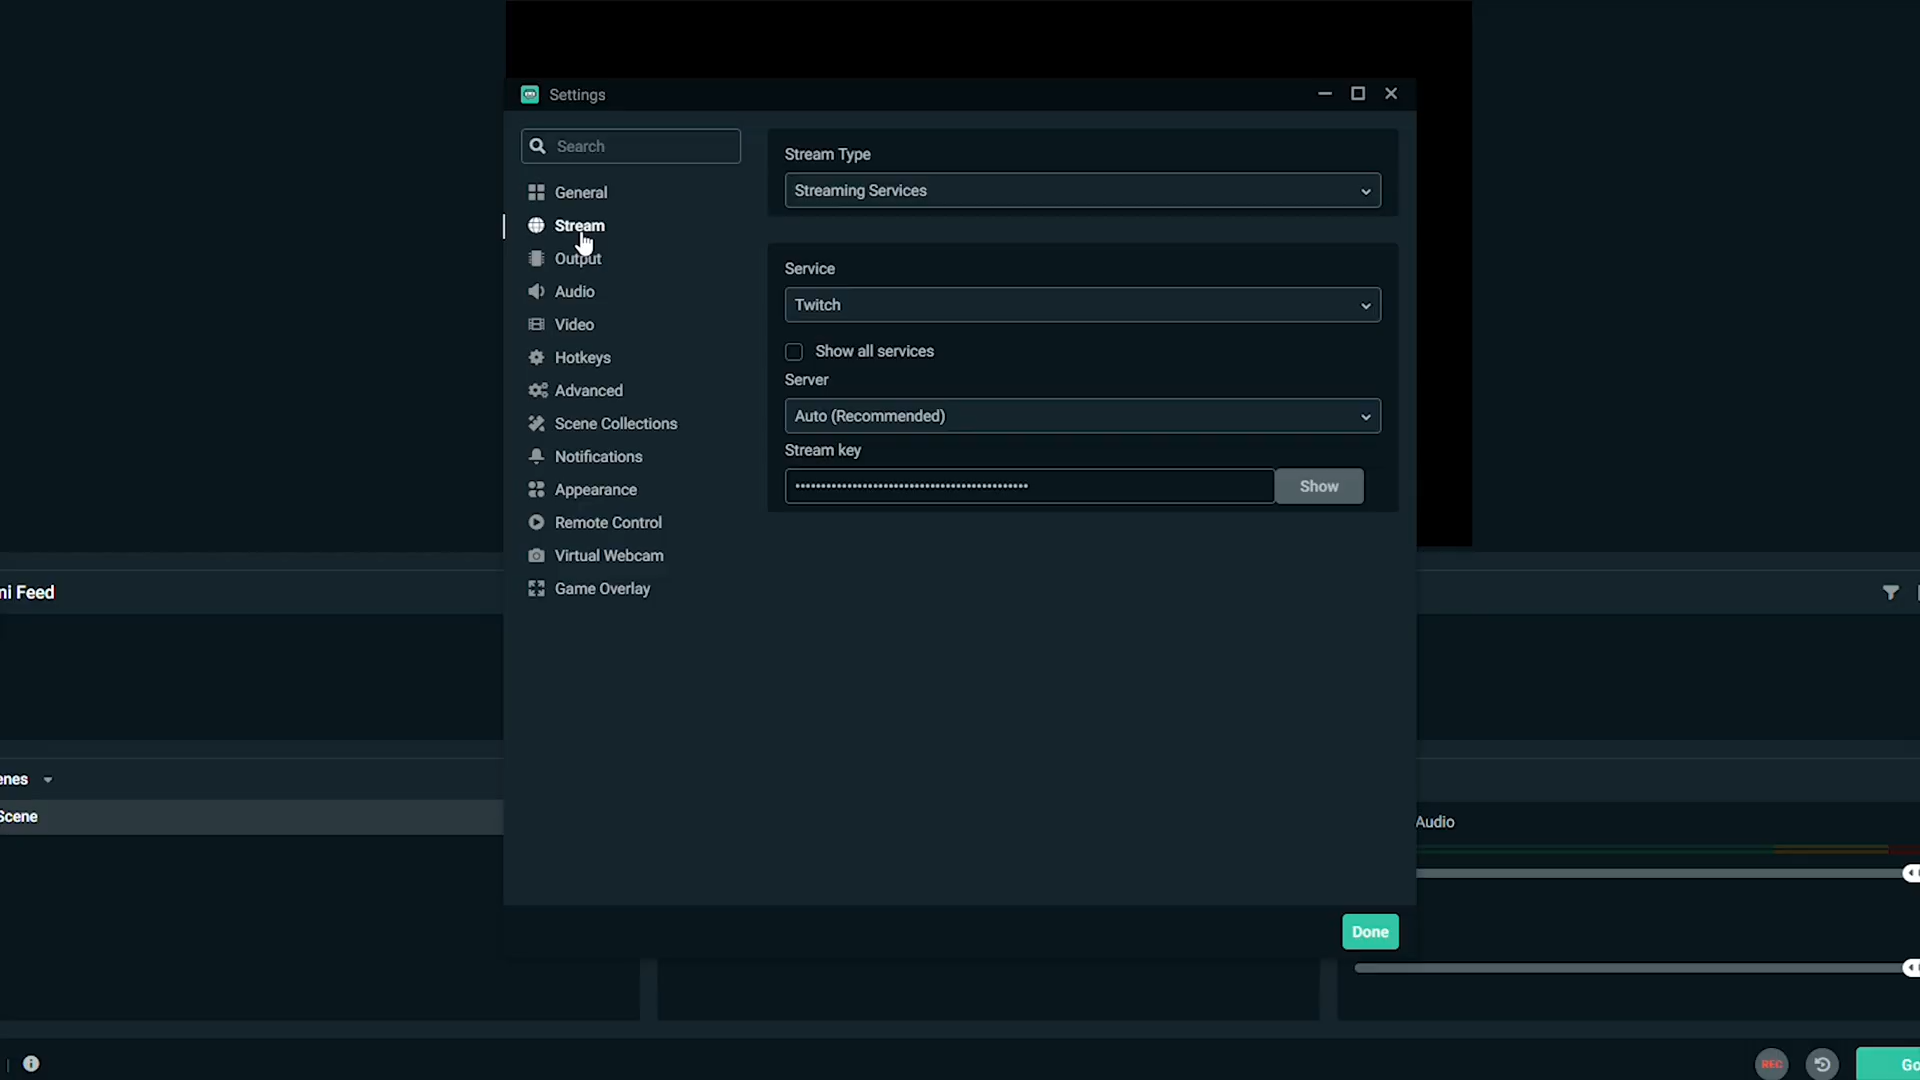 Settings
Search
General
Stream
Output
Audio
Video
Hotkeys
Advanced
Scene Collections
Notifications
Appearance
Remote Control
Virtual Webcam
Game Overlay
Stream Type
Streaming Services
Service
Twitch
Show all services
Server
Auto (Recommended)
Stream key
••••••••••••••••••••••••••••••••••••••••••••••
Show
Done
ni Feed
enes
Scene
Audio
REC
Go